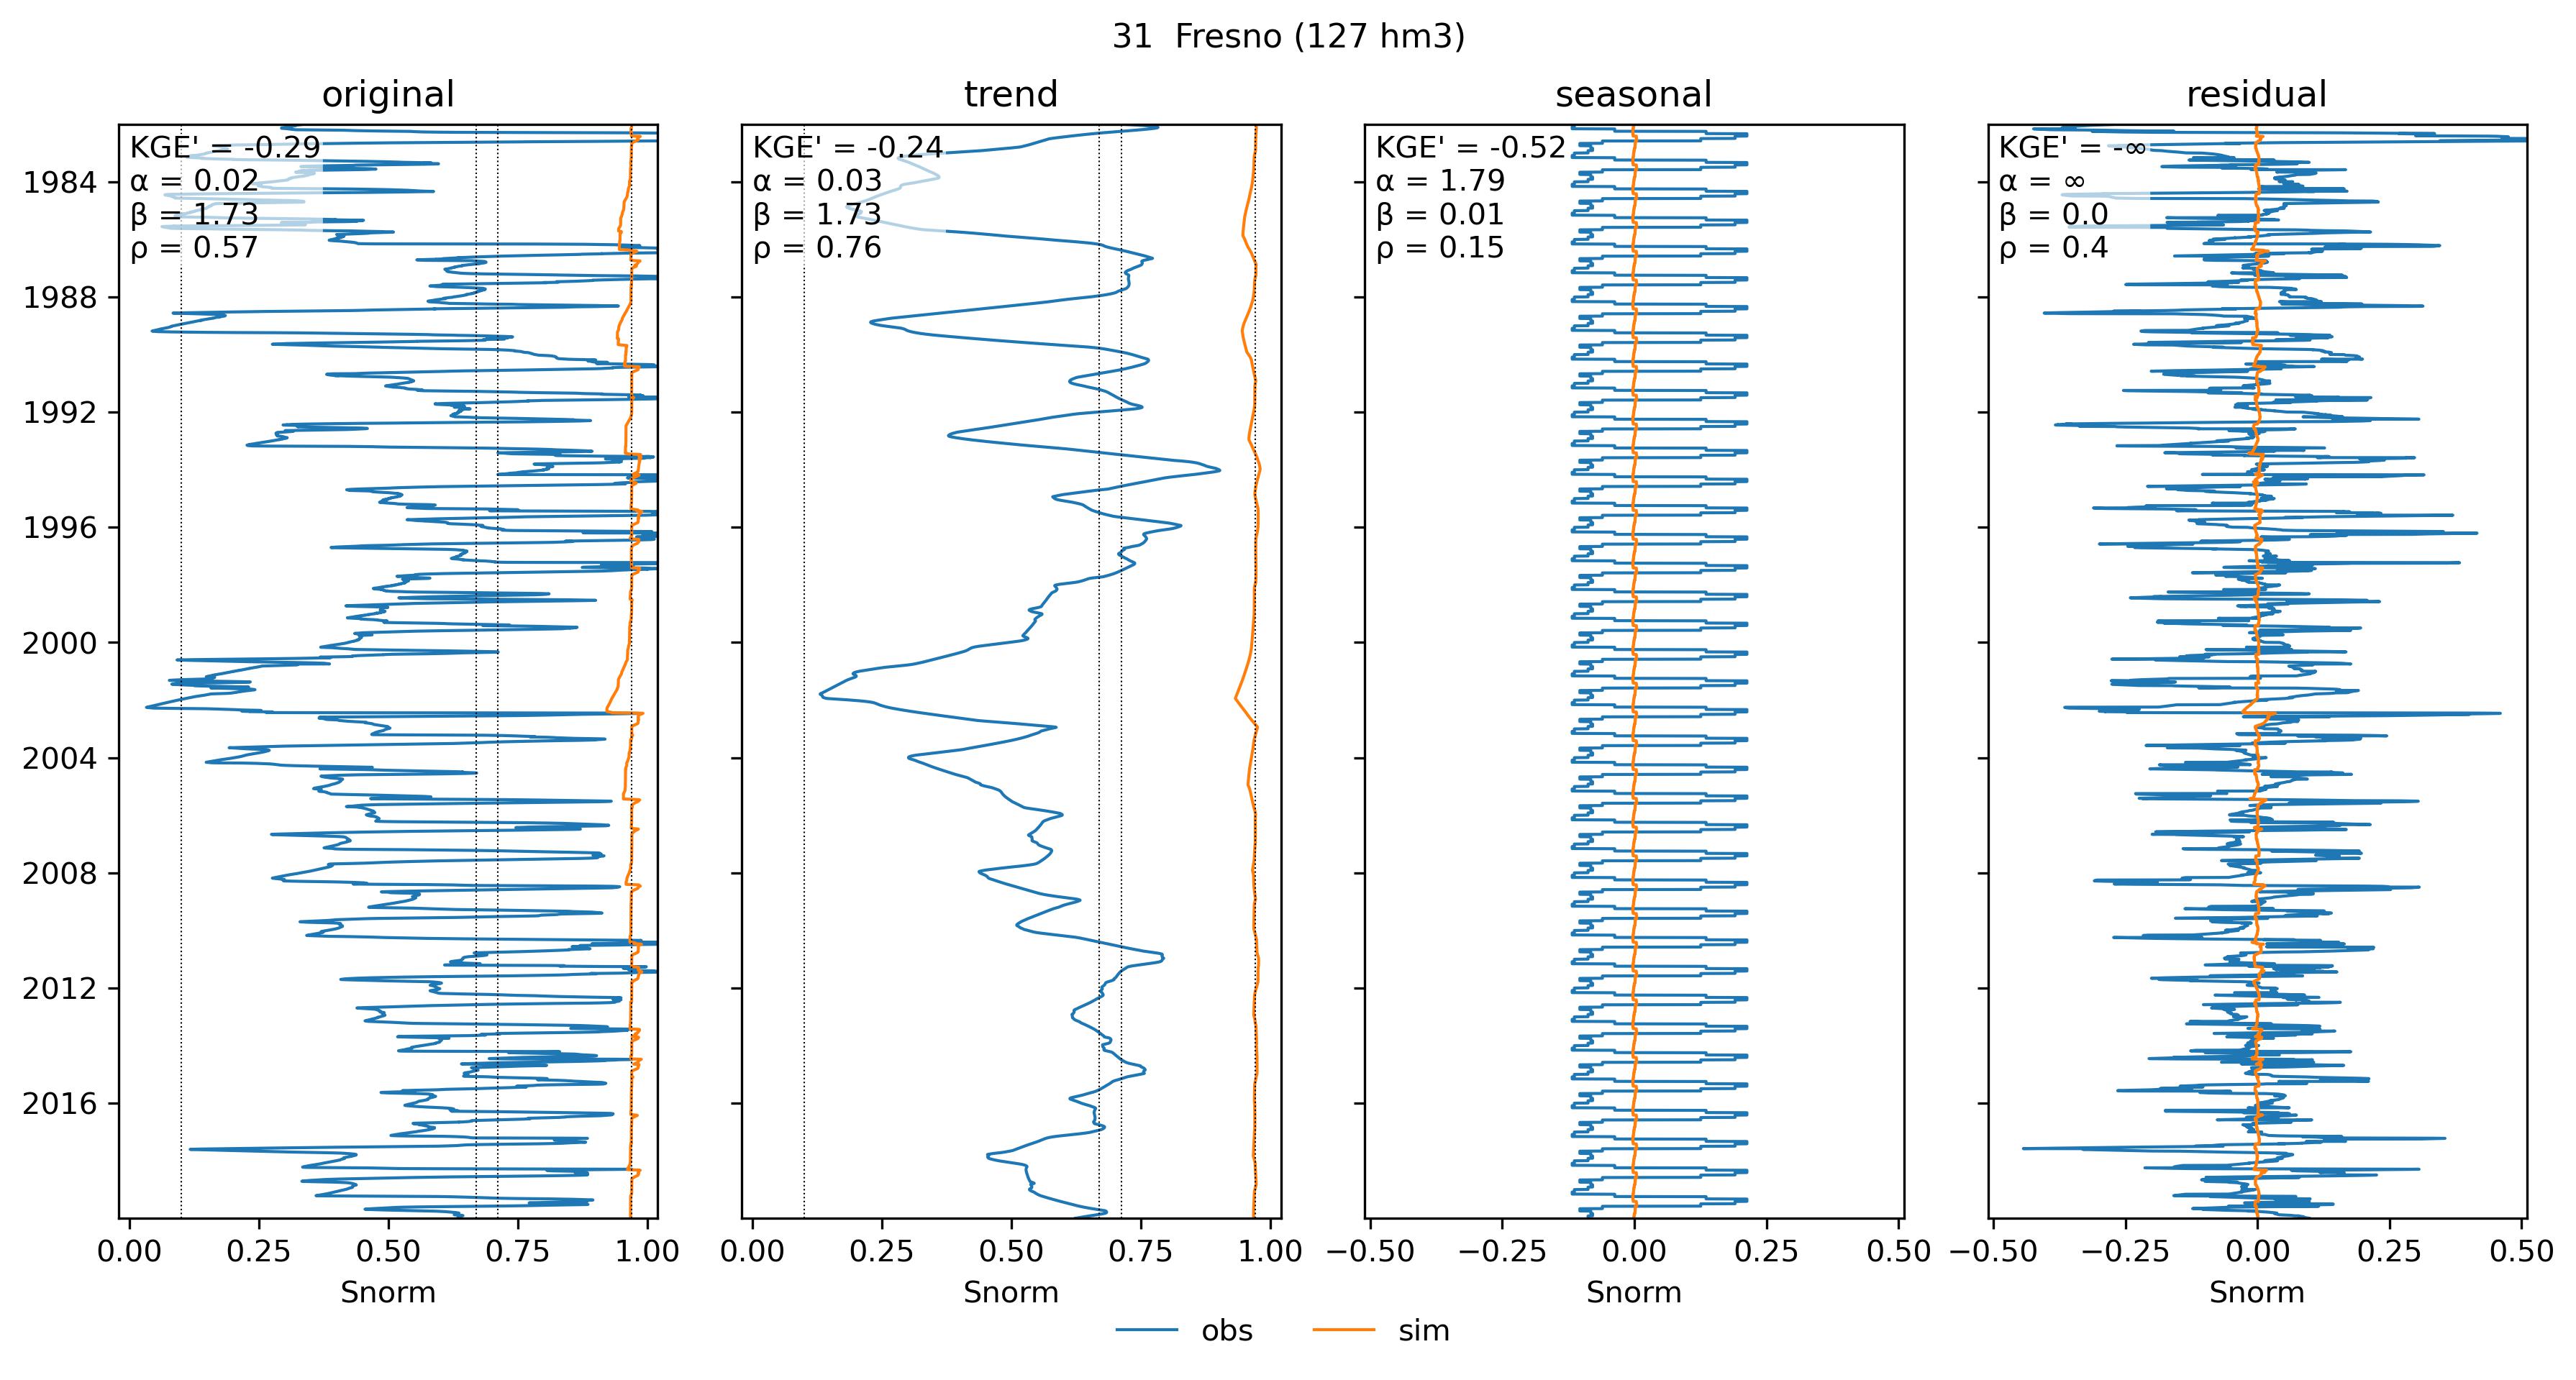 31  Fresno (127 hm3)
original
trend
seasonal
residual
KGE' = -0.29
α = 0.02
β = 1.73
ρ = 0.57
KGE' = -0.24
α = 0.03
β = 1.73
ρ = 0.76
KGE' = -0.52
α = 1.79
β = 0.01
ρ = 0.15
KGE' = -∞
α = ∞
β = 0.0
ρ = 0.4
1984
1988
1992
1996
2000
2004
2008
2012
2016
0.00 0.25 0.50 0.75 1.00
0.00 0.25 0.50 0.75 1.00
−0.50 −0.25 0.00 0.25 0.50
−0.50 −0.25 0.00 0.25 0.50
Snorm
Snorm
Snorm
Snorm
obs
sim